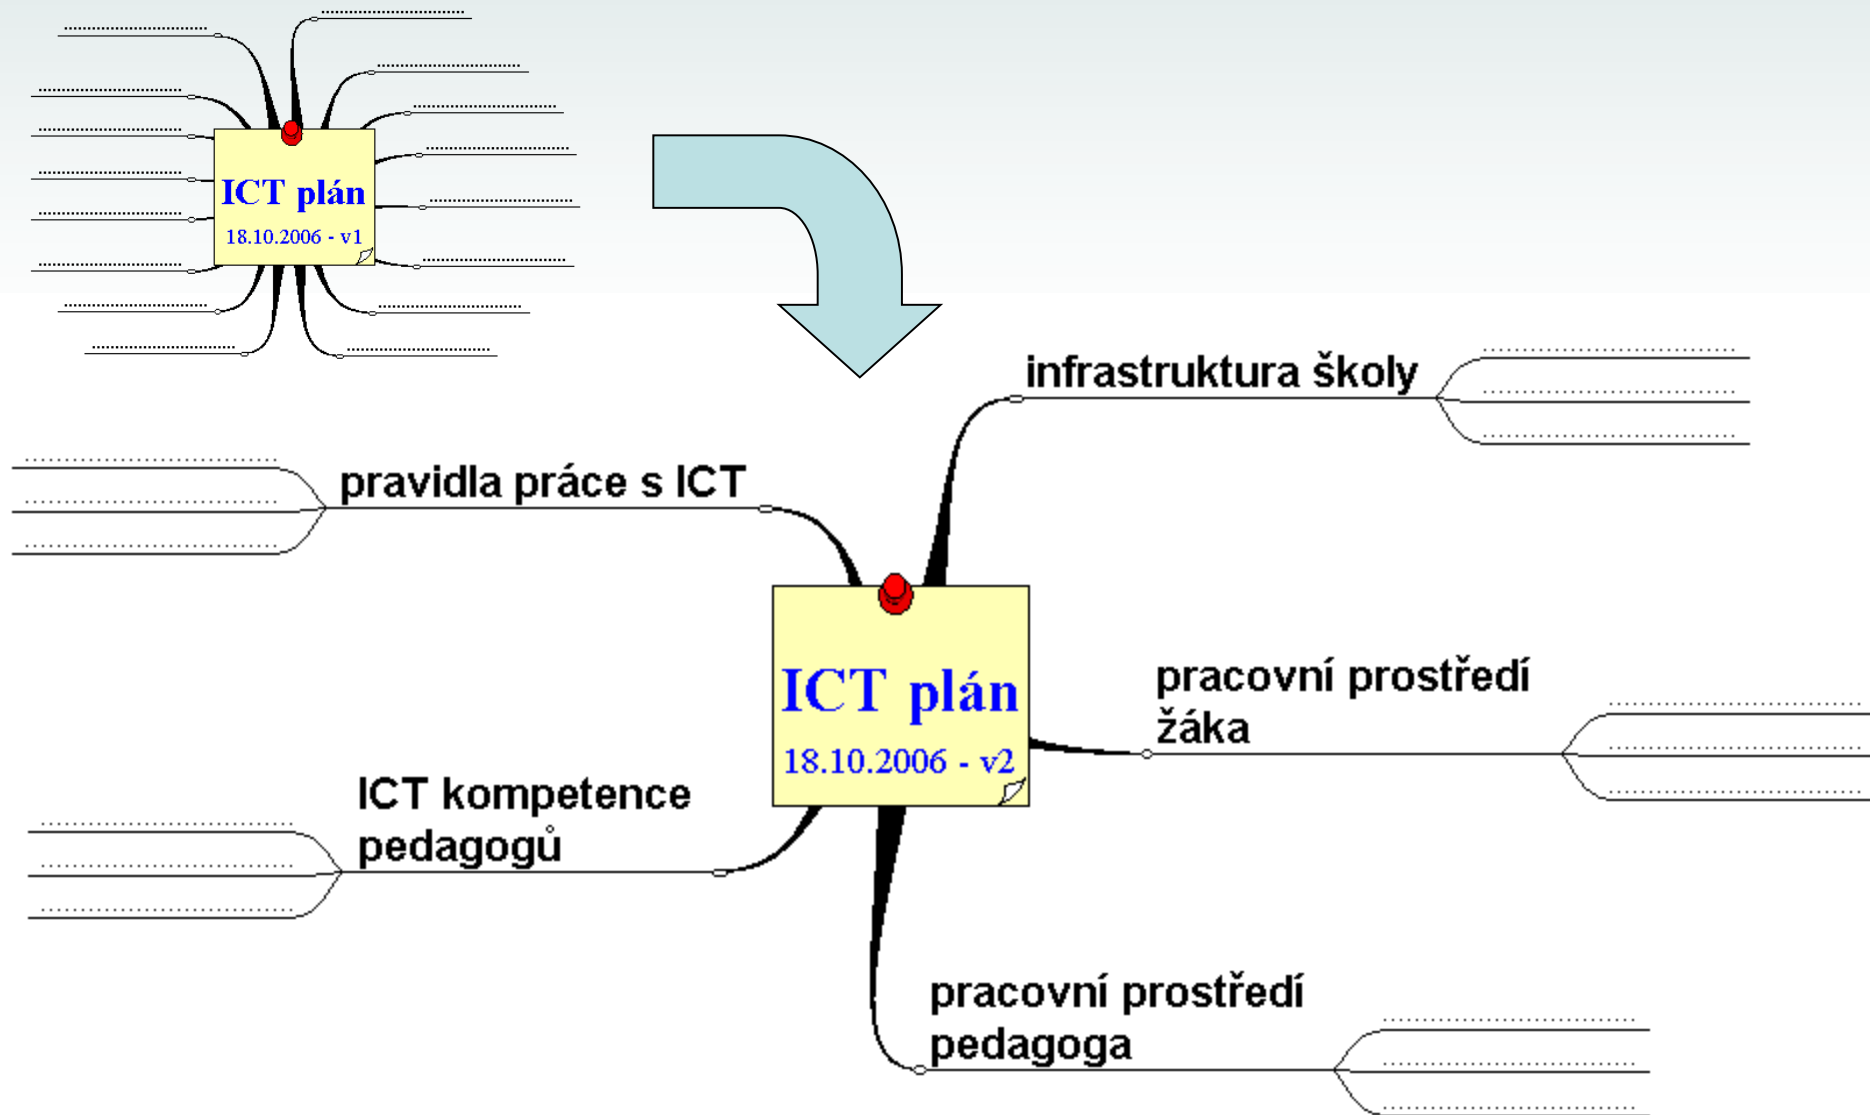 ICT plán
18.10.2006 - v1
infrastruktura školy
pravidla práce s ICT
ICT plán
18.10.2006 - v2
pracovní prostředí
žáka
ICT kompetence
pedagogů
pracovní prostředí
pedagoga